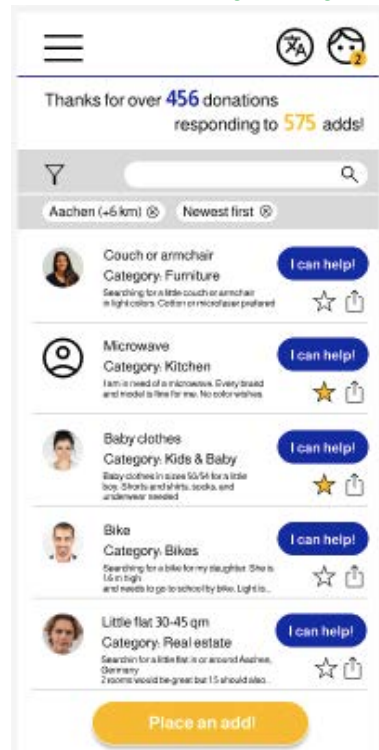 2
Thanks for over 456 donations
responding to 575 adds!
Aachen (+6 km)
Newest first
Couch or armchair
Category: Furniture
I can help!
Searching for a little couch or armchair
in light colors. Cotton or microfaser prefared
Microwave
Category: Kitchen
I can help!
I am in need of a microwave. Every brand
and model is fine for me. No color wishes.
Baby clothes
Category: Kids & Baby
I can help!
Baby clothes in sizes 50/54 for a little
boy. Shorts and shirts, socks, and
underwear needed
Bike
Category: Bikes
I can help!
Searching for a bike for my daughter. She is
1.6 m high
and needs to go to school by bike. Light is...
Little flat 30-45 qm
Category: Real estate
I can help!
Searchin for a little flat in or around Aachen,
Germany
2 rooms would be great but 1.5 should also...
Place an add!